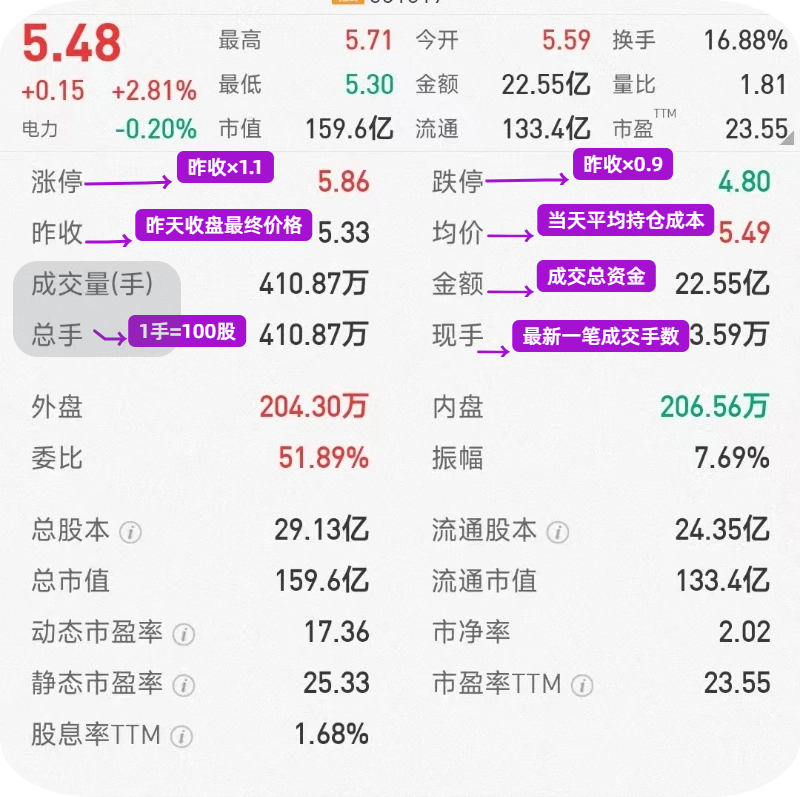 5.48 最高 5.71 今开 5.59 换手 16.88%
+0.15 +2.81% 最低 5.30 金额 22.55亿 量比 1.81
电力 -0.20% 市值 159.6亿 流通 133.4亿 市盈TTM 23.55
涨停 昨收×1.1 5.86 跌停 昨收×0.9 4.80
昨收 昨天收盘最终价格 5.33 均价 当天平均持仓成本 5.49
成交量(手) 410.87万 金额 成交总资金 22.55亿
总手 1手=100股 410.87万 现手 最新一笔成交手数 3.59万
外盘 204.30万 内盘 206.56万
委比 51.89% 振幅 7.69%
总股本 i 29.13亿 流通股本 i 24.35亿
总市值 159.6亿 流通市值 133.4亿
动态市盈率 i 17.36 市净率 2.02
静态市盈率 i 25.33 市盈率TTM i 23.55
股息率TTM i 1.68%